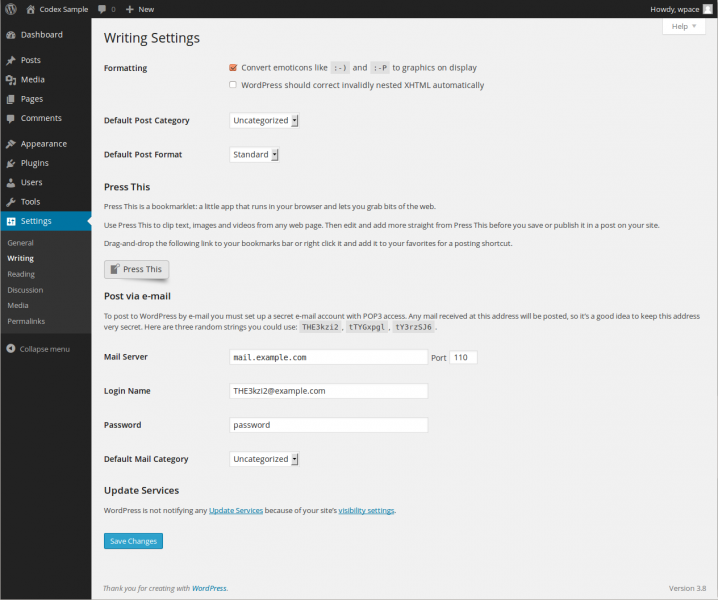 Codex Sample 0 New Howdy, wpace
Help
Dashboard
Posts
Media
Pages
Comments
Appearance
Plugins
Users
Tools
Settings
General
Writing
Reading
Discussion
Media
Permalinks
Collapse menu
Writing Settings
Formatting
Convert emoticons like :-) and :-P to graphics on display
WordPress should correct invalidly nested XHTML automatically
Default Post Category Uncategorized
Default Post Format Standard
Press This
Press This is a bookmarklet: a little app that runs in your browser and lets you grab bits of the web.
Use Press This to clip text, images and videos from any web page. Then edit and add more straight from Press This before you save or publish it in a post on your site.
Drag-and-drop the following link to your bookmarks bar or right click it and add it to your favorites for a posting shortcut.
Press This
Post via e-mail
To post to WordPress by e-mail you must set up a secret e-mail account with POP3 access. Any mail received at this address will be posted, so it's a good idea to keep this address
very secret. Here are three random strings you could use: THE3kzi2 , tTYGxpgl , tY3rzSJ6 .
Mail Server mail.example.com Port 110
Login Name THE3kzi2@example.com
Password password
Default Mail Category Uncategorized
Update Services
WordPress is not notifying any Update Services because of your site's visibility settings.
Save Changes
Thank you for creating with WordPress. Version 3.8